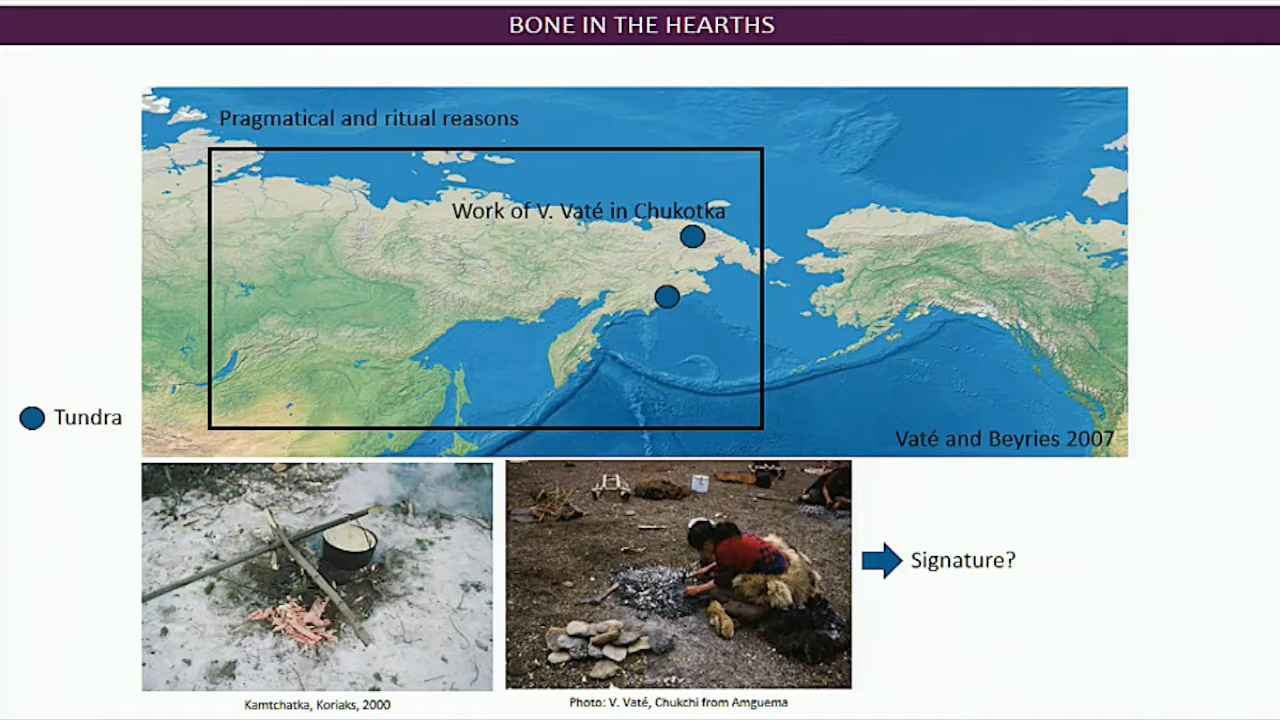 BONE IN THE HEARTHS
Pragmatical and ritual reasons
Work of V. Vaté in Chukotka
Tundra
Vaté and Beyries 2007
Signature?
Kamtchatka, Koriaks, 2000
Photo: V. Vaté, Chukchi from Amguema